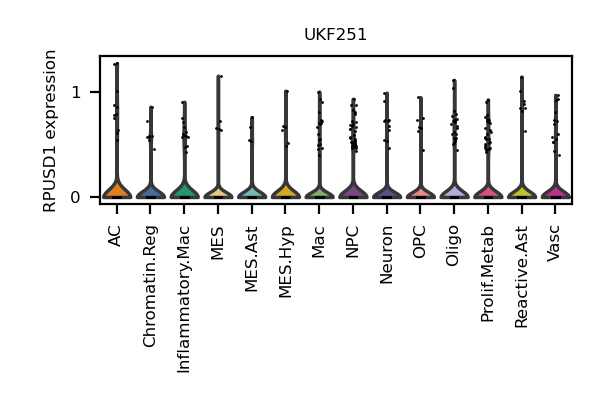 UKF251
RPUSD1 expression
1
0
AC
Chromatin.Reg
Inflammatory.Mac
MES
MES.Ast
MES.Hyp
Mac
NPC
Neuron
OPC
Oligo
Prolif.Metab
Reactive.Ast
Vasc